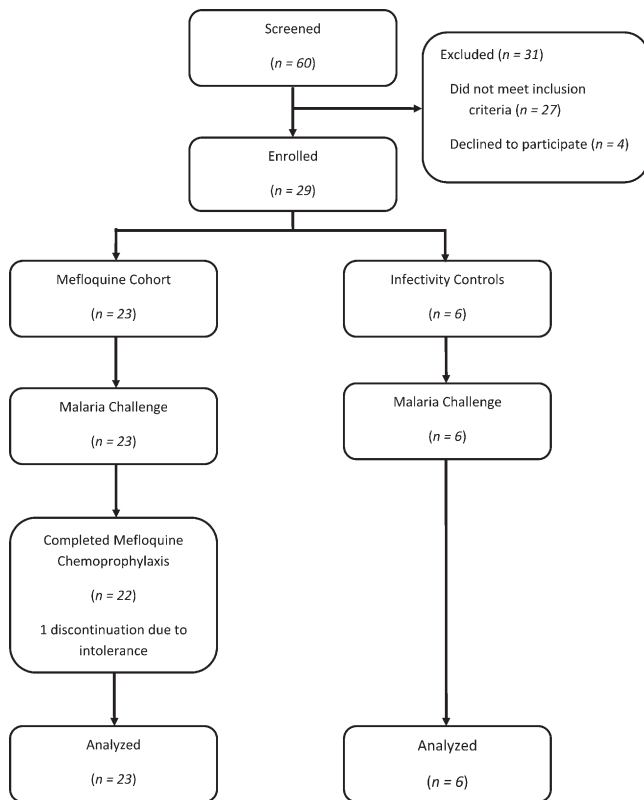 Screened
(n = 60)
Excluded (n = 31)
Did not meet inclusion
criteria (n = 27)
Declined to participate (n = 4)
Enrolled
(n = 29)
Mefloquine Cohort
(n = 23)
Infectivity Controls
(n = 6)
Malaria Challenge
(n = 23)
Malaria Challenge
(n = 6)
Completed Mefloquine
Chemoprophylaxis
(n = 22)
1 discontinuation due to
intolerance
Analyzed
(n = 23)
Analyzed
(n = 6)